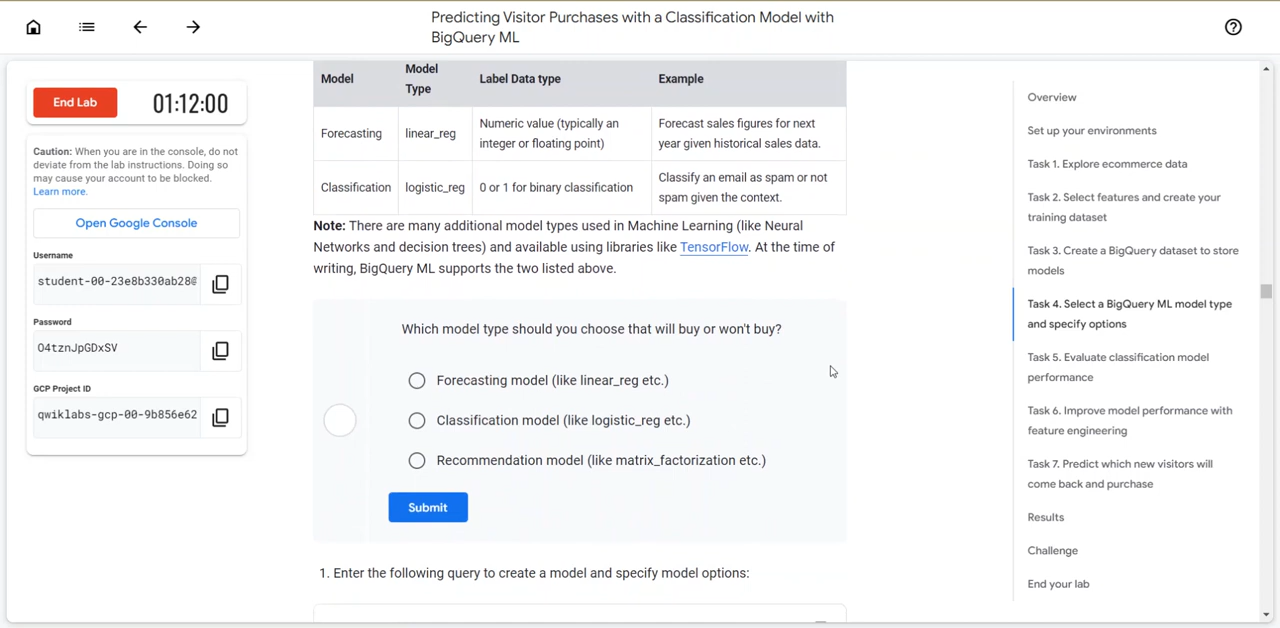 Predicting Visitor Purchases with a Classification Model with
BigQuery ML
End Lab
01:12:00
Caution: When you are in the console, do not
deviate from the lab instructions. Doing so
may cause your account to be blocked.
Learn more.
Open Google Console
Username
student-00-23e8b330ab28@
Password
O4tznJpGDxSV
GCP Project ID
qwiklabs-gcp-00-9b856e62
Model
Model
Type
Label Data type
Example
Forecasting
linear_reg
Numeric value (typically an
integer or floating point)
Forecast sales figures for next
year given historical sales data.
Classification
logistic_reg
0 or 1 for binary classification
Classify an email as spam or not
spam given the context.
Note: There are many additional model types used in Machine Learning (like Neural
Networks and decision trees) and available using libraries like TensorFlow. At the time of
writing, BigQuery ML supports the two listed above.
Which model type should you choose that will buy or won't buy?
Forecasting model (like linear_reg etc.)
Classification model (like logistic_reg etc.)
Recommendation model (like matrix_factorization etc.)
Submit
1. Enter the following query to create a model and specify model options:
Overview
Set up your environments
Task 1. Explore ecommerce data
Task 2. Select features and create your
training dataset
Task 3. Create a BigQuery dataset to store
models
Task 4. Select a BigQuery ML model type
and specify options
Task 5. Evaluate classification model
performance
Task 6. Improve model performance with
feature engineering
Task 7. Predict which new visitors will
come back and purchase
Results
Challenge
End your lab